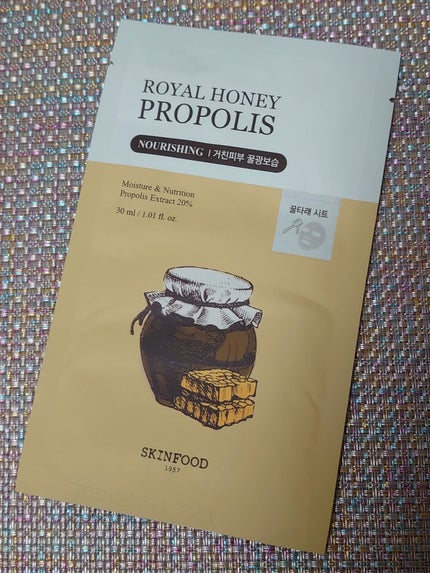 ROYAL HONEY
PROPOLIS
NOURISHING | 거친피부 꿀광보습
Moisture & Nutrition
Propolis Extract 20%
30 ml / 1.01 fl. oz.
꿀타래 시트
SKINFOOD
1957